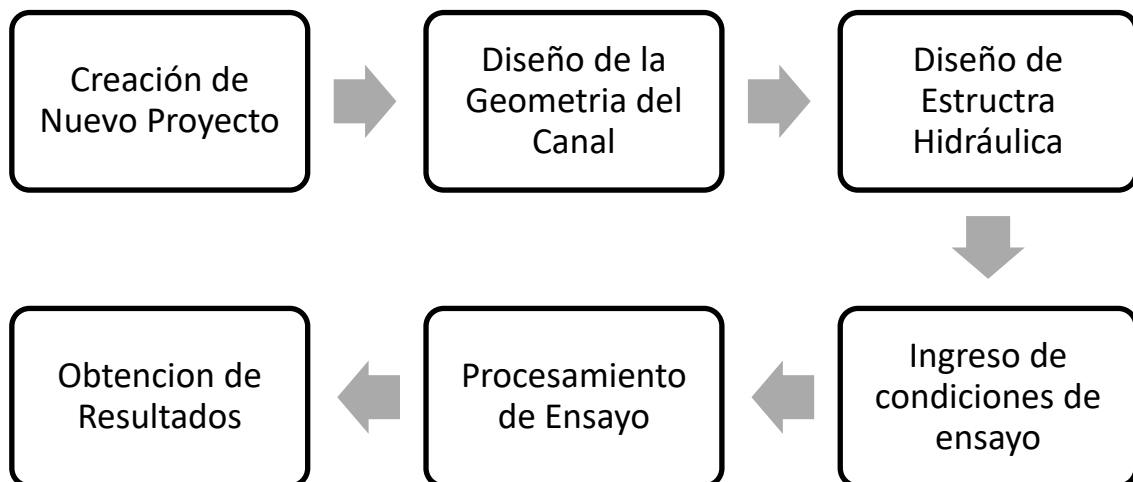 Creación de
Nuevo Proyecto
Diseño de la
Geometria del
Canal
Diseño de
Estructra
Hidráulica
Ingreso de
condiciones de
ensayo
Procesamiento
de Ensayo
Obtencion de
Resultados